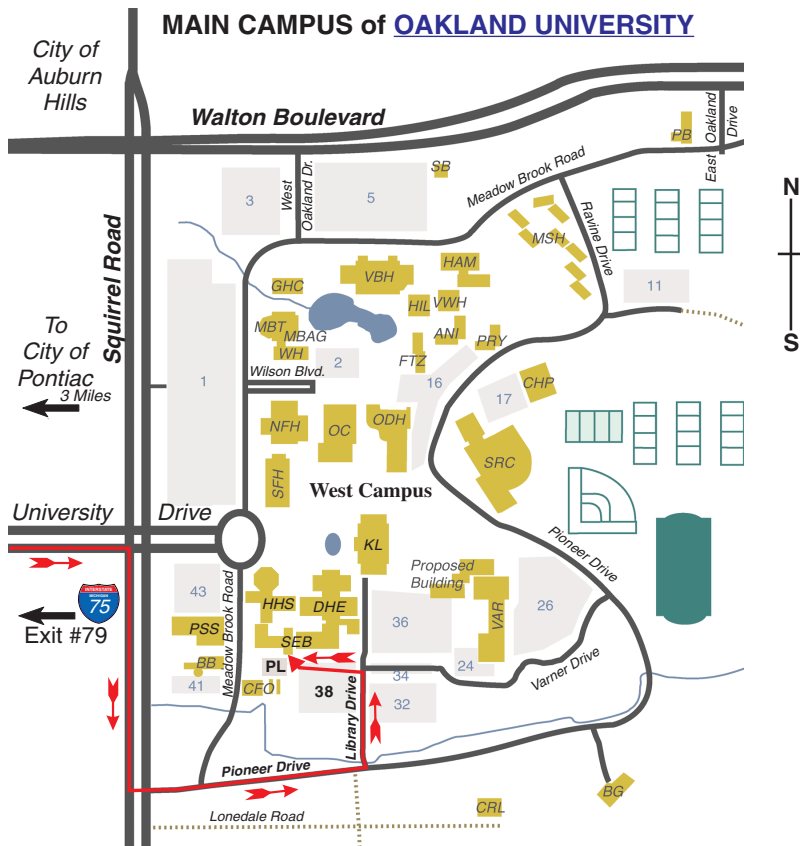 MAIN CAMPUS of OAKLAND UNIVERSITY
City of
Auburn
Hills
Walton Boulevard
PB
East Oakland
Drive
SB
Meadow Brook Road
3
West
Oakland Dr.
5
N
S
MSH
Ravine Drive
HAM
VBH
GHC
11
Squirrel Road
HIL
VWH
MBT
MBAG
WH
ANI
PRY
FTZ
To
City of
Pontiac
3 Miles
2
Wilson Blvd.
1
16
17
CHP
NFH
OC
ODH
SRC
SFH
West Campus
University Drive
KL
Pioneer Drive
Proposed
Building
43
HHS
DHE
VAR
26
36
INTERSTATE
MICHIGAN
75
Exit #79
PSS
Meadow Brook Road
SEB
BB
PL
24
Varner Drive
34
41
CFO
38
Library Drive
32
Pioneer Drive
BG
CRL
Lonedale Road